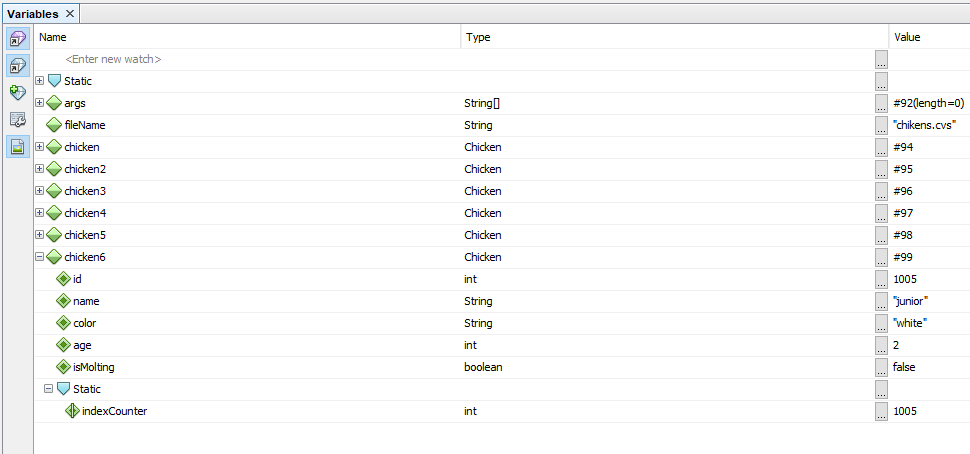 Variables
Name Type Value
<Enter new watch> ...
Static ...
args String[] ... #92(length=0)
fileName String ... "chikens.cvs"
chicken Chicken ... #94
chicken2 Chicken ... #95
chicken3 Chicken ... #96
chicken4 Chicken ... #97
chicken5 Chicken ... #98
chicken6 Chicken ... #99
id int ... 1005
name String ... "junior"
color String ... "white"
age int ... 2
isMolting boolean ... false
Static ...
indexCounter int ... 1005